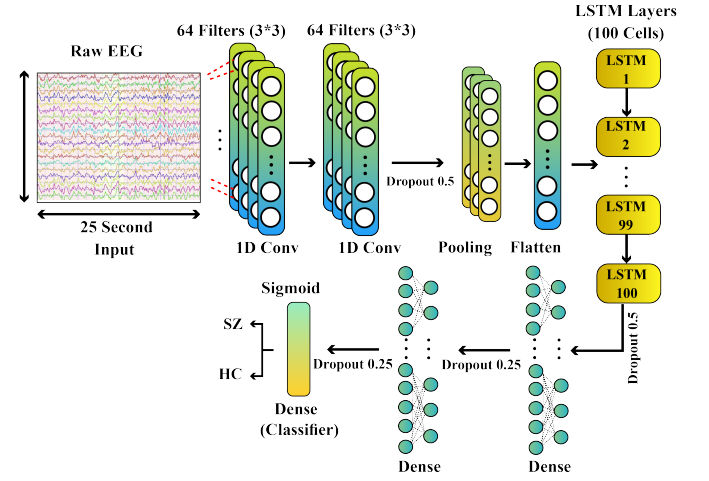 LSTM Layers
(100 Cells)
64 Filters (3*3)
64 Filters (3*3)
Raw EEG
LSTM
1
LSTM
2
LSTM
99
LSTM
100
Dropout 0.5
25 Second
Input
1D Conv
1D Conv
Pooling
Flatten
Sigmoid
SZ
HC
Dropout 0.25
Dropout 0.25
Dropout 0.5
Dense
(Classifier)
Dense
Dense